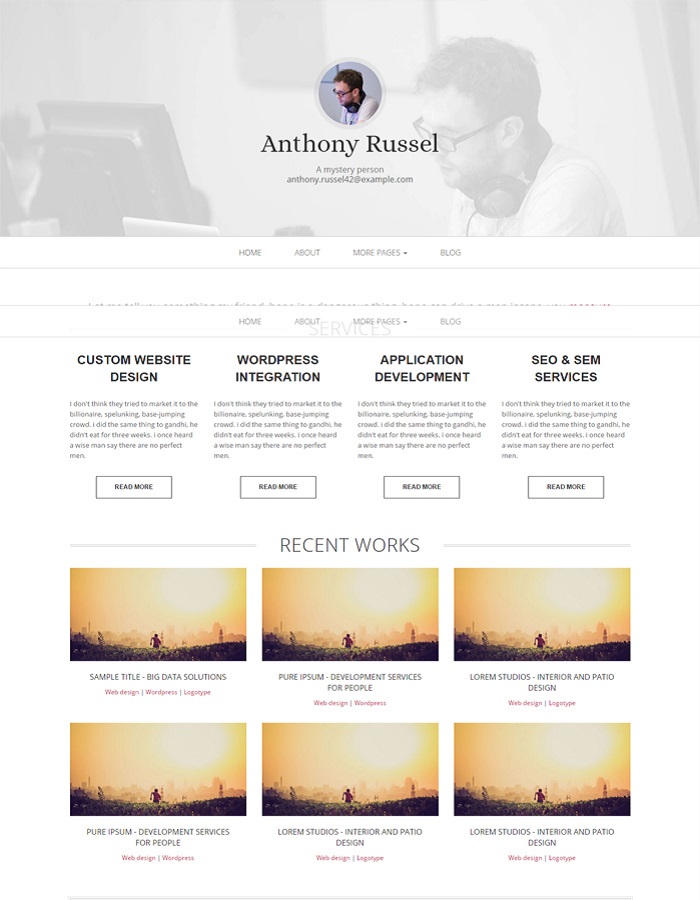 Anthony Russel
A mystery person
anthony.russel42@example.com
HOME ABOUT MORE PAGES BLOG
HOME ABOUT MORE PAGES BLOG
SERVICES
CUSTOM WEBSITE
DESIGN
I don't think they tried to market it to the
billionaire, spelunking, base-jumping
crowd. i did the same thing to gandhi, he
didn't eat for three weeks. i once heard
a wise man say there are no perfect
men.
READ MORE
WORDPRESS
INTEGRATION
I don't think they tried to market it to the
billionaire, spelunking, base-jumping
crowd. i did the same thing to gandhi, he
didn't eat for three weeks. i once heard
a wise man say there are no perfect
men.
READ MORE
APPLICATION
DEVELOPMENT
I don't think they tried to market it to the
billionaire, spelunking, base-jumping
crowd. i did the same thing to gandhi, he
didn't eat for three weeks. i once heard
a wise man say there are no perfect
men.
READ MORE
SEO & SEM
SERVICES
I don't think they tried to market it to the
billionaire, spelunking, base-jumping
crowd. i did the same thing to gandhi, he
didn't eat for three weeks. i once heard
a wise man say there are no perfect
men.
READ MORE
RECENT WORKS
SAMPLE TITLE - BIG DATA SOLUTIONS
Web design | Wordpress | Logotype
PURE IPSUM - DEVELOPMENT SERVICES
FOR PEOPLE
Web design | Wordpress
LOREM STUDIOS - INTERIOR AND PATIO
DESIGN
Web design | Logotype
PURE IPSUM - DEVELOPMENT SERVICES
FOR PEOPLE
Web design | Wordpress
LOREM STUDIOS - INTERIOR AND PATIO
DESIGN
Web design | Logotype
LOREM STUDIOS - INTERIOR AND PATIO
DESIGN
Web design | Logotype